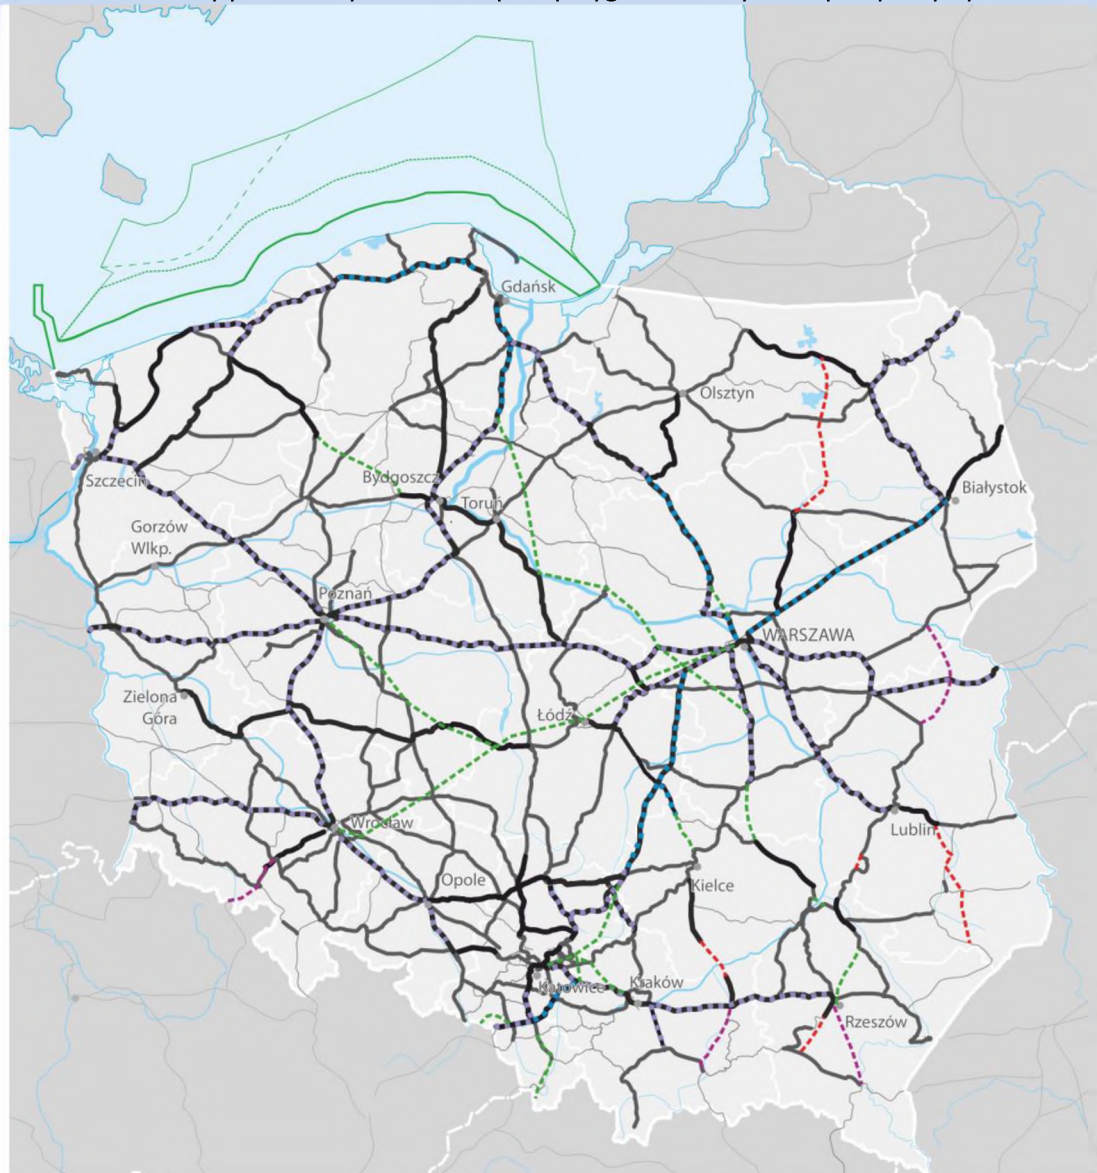 Gdańsk
Olsztyn
Szczecin
Bydgoszcz
Białystok
Toruń
Gorzów
Wlkp.
Poznań
WARSZAWA
Zielona
Góra
Łódź
Wrocław
Lublin
Opole
Kielce
Katowice
Kraków
Rzeszów